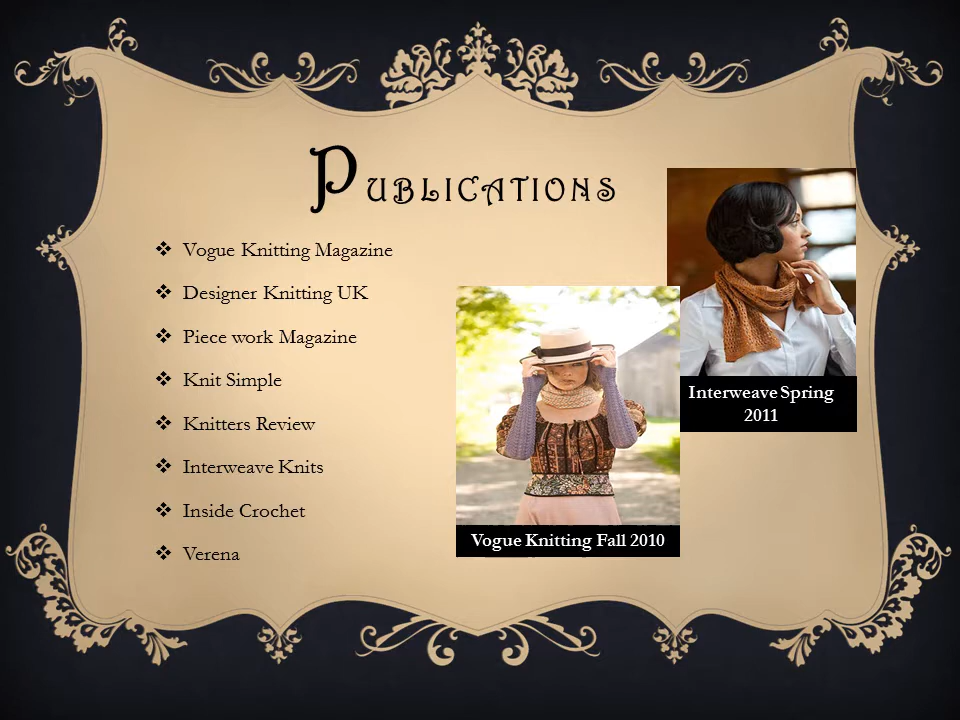 Publications
❖ Vogue Knitting Magazine
❖ Designer Knitting UK
❖ Piece work Magazine
❖ Knit Simple
❖ Knitters Review
❖ Interweave Knits
❖ Inside Crochet
❖ Verena
Interweave Spring
2011
Vogue Knitting Fall 2010